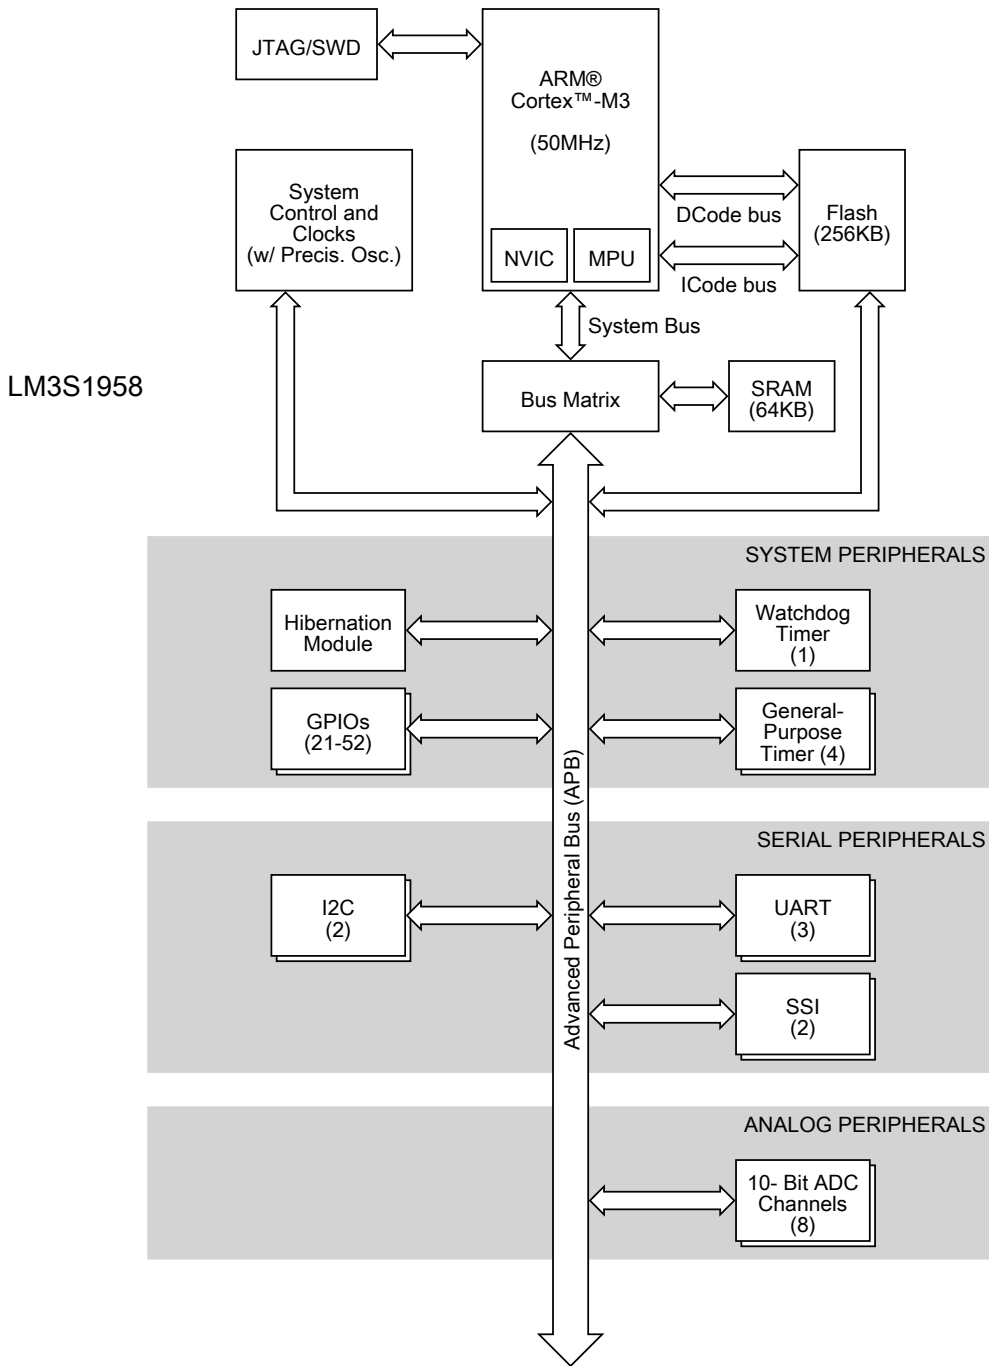 JTAG/SWD
ARM®
Cortex™-M3
(50MHz)
System
Control and
Clocks
(w/ Precis. Osc.)
DCode bus
Flash
(256KB)
NVIC
MPU
ICode bus
System Bus
LM3S1958
Bus Matrix
SRAM
(64KB)
SYSTEM PERIPHERALS
Hibernation
Module
Watchdog
Timer
(1)
GPIOs
(21-52)
General-
Purpose
Timer (4)
Advanced Peripheral Bus (APB)
SERIAL PERIPHERALS
I2C
(2)
UART
(3)
SSI
(2)
ANALOG PERIPHERALS
10- Bit ADC
Channels
(8)